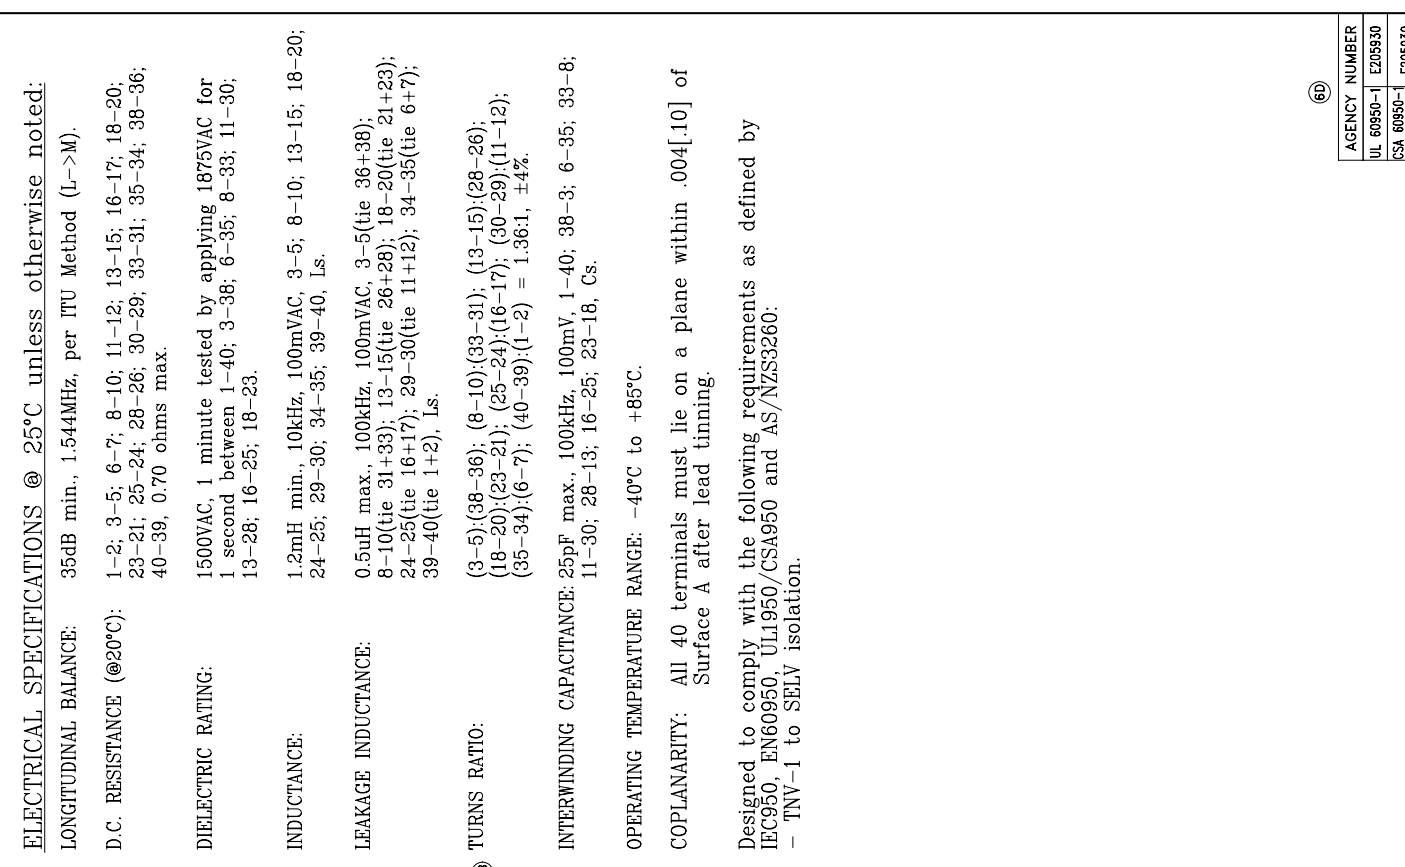 ELECTRICAL SPECIFICATIONS @ 25°C unless otherwise noted:
LONGITUDINAL BALANCE: 35dB min., 1.544MHz, per ITU Method (L->M).
D.C. RESISTANCE (@20°C): 1-2; 3-5; 6-7; 8-10; 11-12; 13-15; 16-17; 18-20;
23-21; 25-24; 28-26; 30-29; 33-31; 35-34; 38-36;
40-39, 0.70 ohms max.
DIELECTRIC RATING: 1500VAC, 1 minute tested by applying 1875VAC for
1 second between 1-40; 3-38; 6-35; 8-33; 11-30;
13-28; 16-25; 18-23.
INDUCTANCE: 1.2mH min., 10kHz, 100mVAC, 3-5; 8-10; 13-15; 18-20;
24-25; 29-30; 34-35; 39-40, Ls.
LEAKAGE INDUCTANCE: 0.5uH max., 100kHz, 100mVAC, 3-5(tie 36+38);
8-10(tie 31+33); 13-15(tie 26+28); 18-20(tie 21+23);
24-25(tie 16+17); 29-30(tie 11+12); 34-35(tie 6+7);
39-40(tie 1+2), Ls.
TURNS RATIO: (3-5):(38-36); (8-10):(33-31); (13-15):(28-26);
(18-20):(23-21); (25-24):(16-17); (30-29):(11-12);
(35-34):(6-7); (40-39):(1-2) = 1.36:1, ±4%.
INTERWINDING CAPACITANCE: 25pF max., 100kHz, 100mV, 1-40; 38-3; 6-35; 33-8;
11-30; 28-13; 16-25; 23-18, Cs.
OPERATING TEMPERATURE RANGE: -40°C to +85°C.
COPLANARITY: All 40 terminals must lie on a plane within .004[.10] of
Surface A after lead tinning.
Designed to comply with the following requirements as defined by
IEC950, EN60950, UL1950/CSA950 and AS/NZS3260:
- TNV-1 to SELV isolation.
6D
AGENCY NUMBER
UL 60950-1 E205930
CSA 60950-1